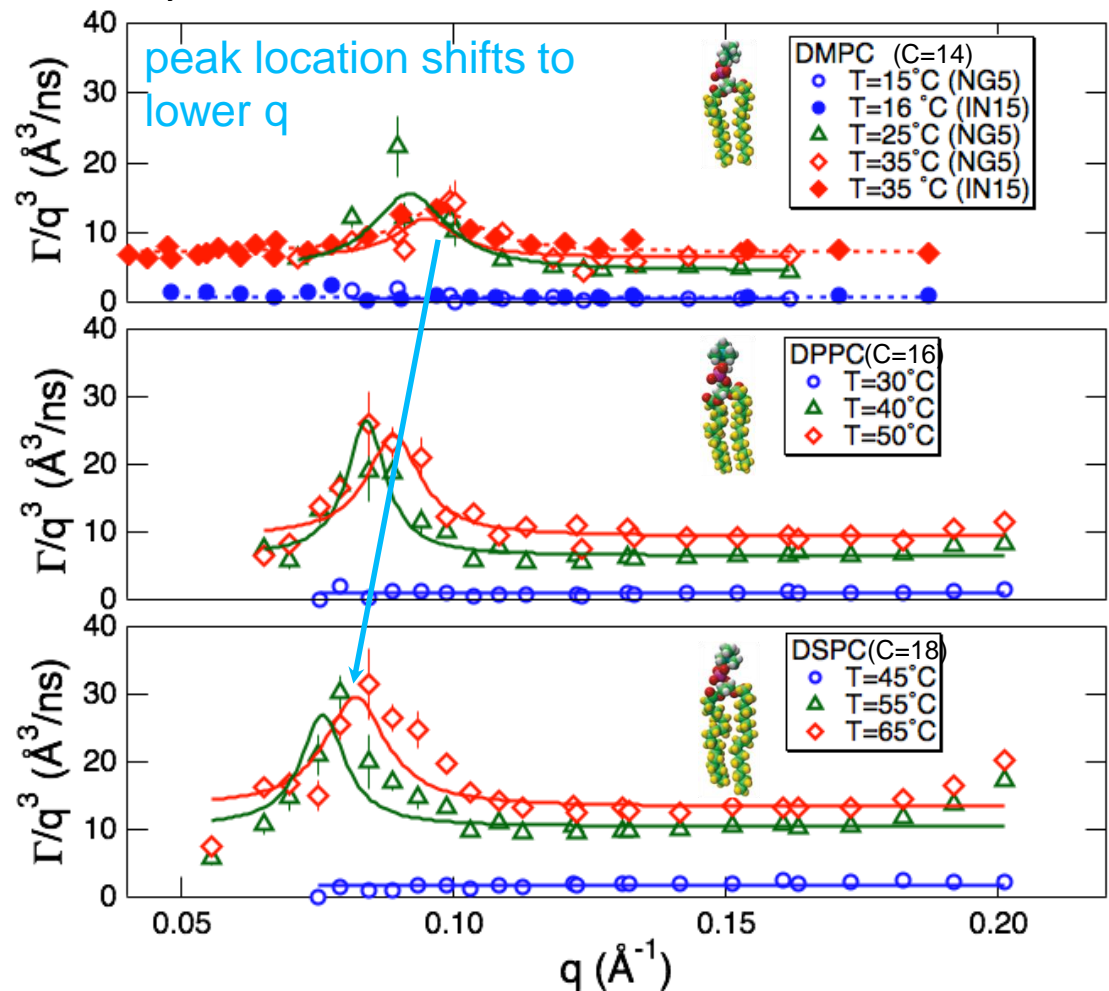 peak location shifts to
lower q
Γ/q³ (Å³/ns)
40
30
20
10
0
DMPC (C=14)
T=15˚C (NG5)
T=16 ˚C (IN15)
T=25˚C (NG5)
T=35˚C (NG5)
T=35 ˚C (IN15)
Γ/q³ (Å³/ns)
40
30
20
10
0
DPPC(C=16)
T=30˚C
T=40˚C
T=50˚C
Γ/q³ (Å³/ns)
40
30
20
10
0
DSPC(C=18)
T=45˚C
T=55˚C
T=65˚C
0.05 0.10 0.15 0.20
q (Å⁻¹)